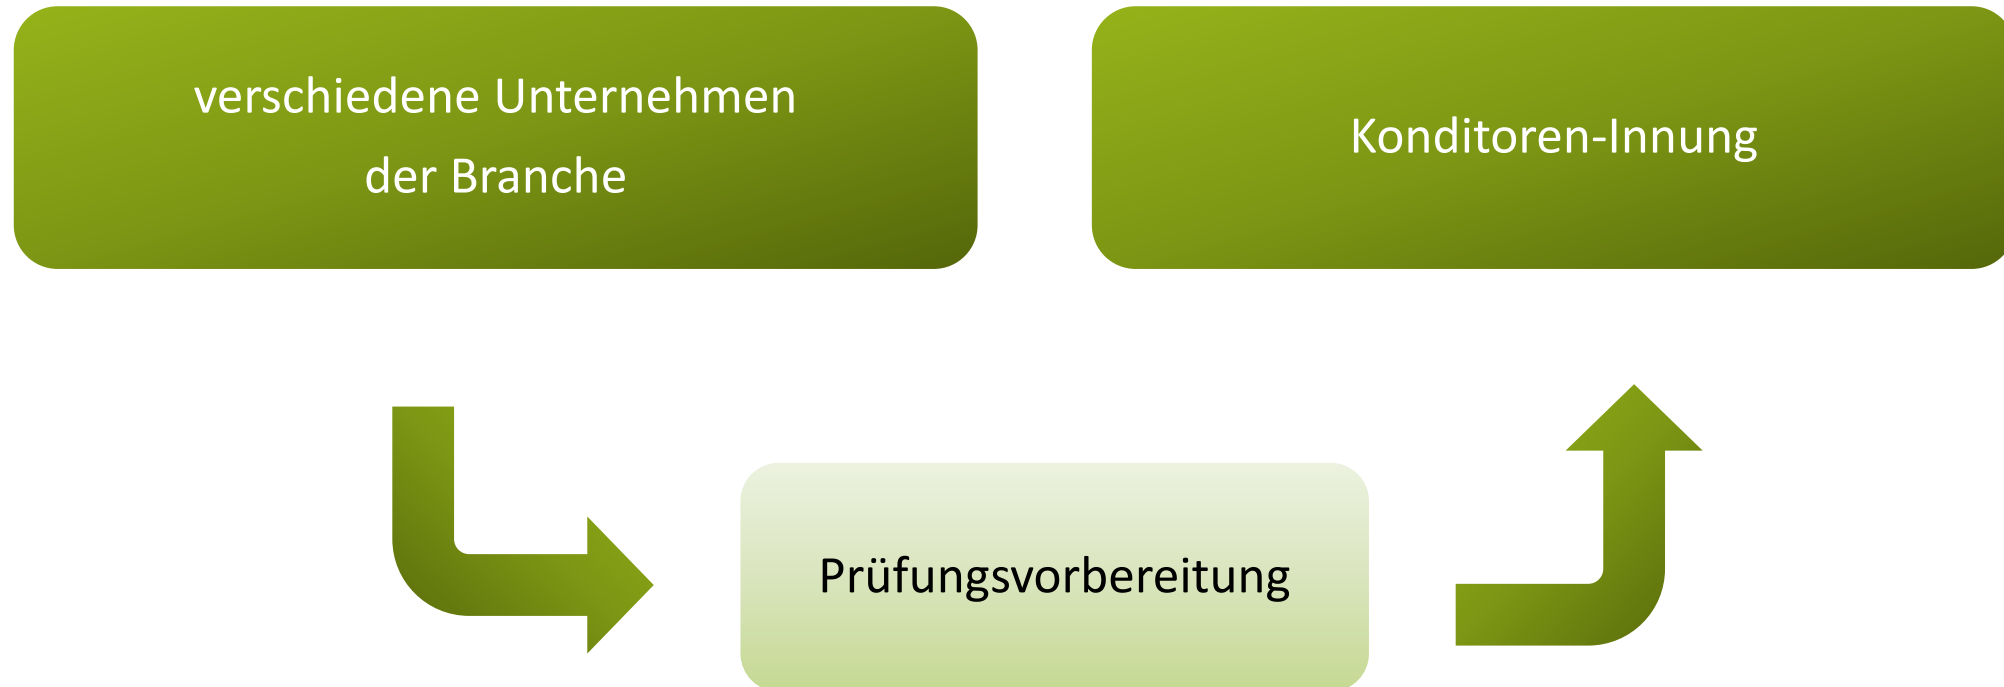 verschiedene Unternehmen
der Branche
Konditoren-Innung
Prüfungsvorbereitung